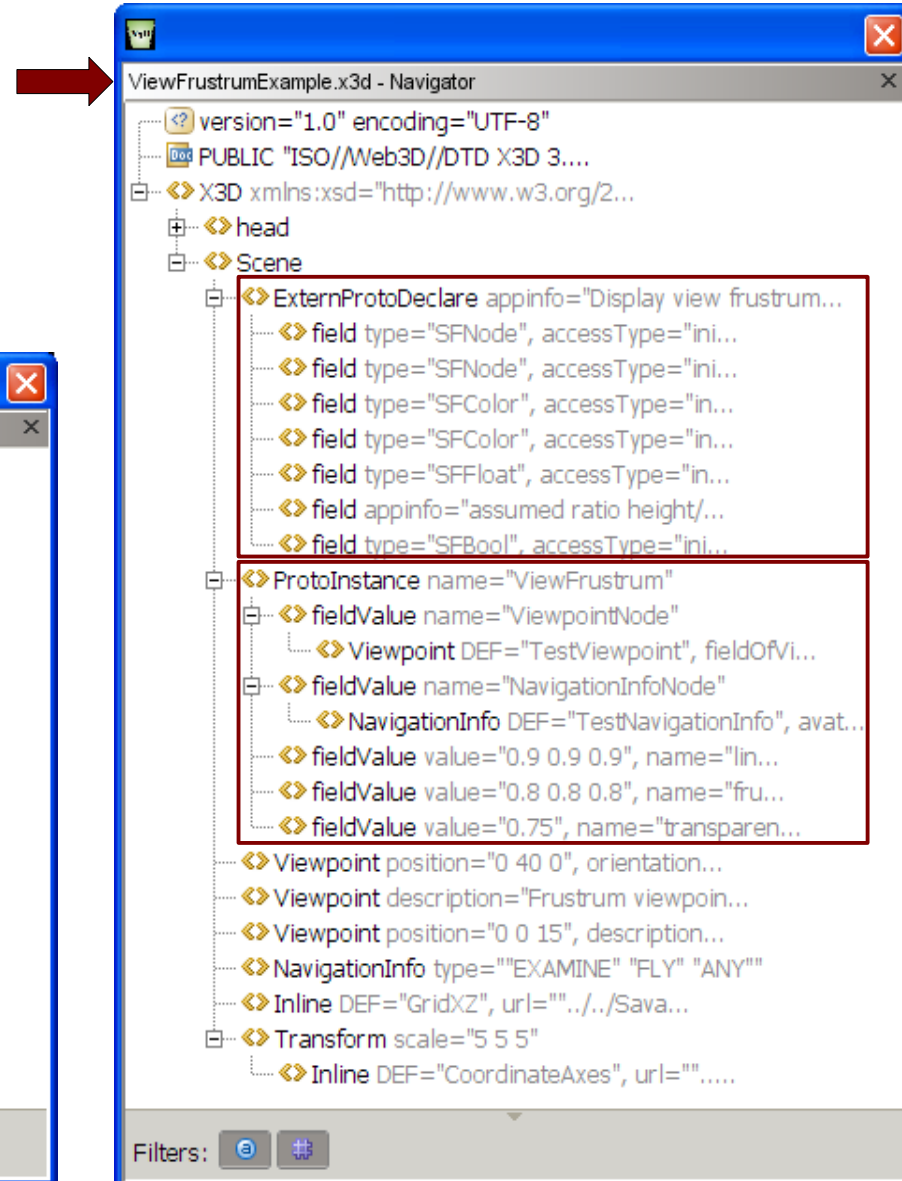 ViewFrustrumExample.x3d - Navigator
version="1.0" encoding="UTF-8"
PUBLIC "ISO//Web3D//DTD X3D 3....
X3D xmlns:xsd="http://www.w3.org/2...
head
Scene
ExternProtoDeclare appinfo="Display view frustrum...
field type="SFNode", accessType="ini...
field type="SFNode", accessType="ini...
field type="SFColor", accessType="in...
field type="SFColor", accessType="in...
field type="SFFloat", accessType="in...
field appinfo="assumed ratio height/...
field type="SFBool", accessType="ini...
ProtoInstance name="ViewFrustrum"
fieldValue name="ViewpointNode"
Viewpoint DEF="TestViewpoint", fieldOfVi...
fieldValue name="NavigationInfoNode"
NavigationInfo DEF="TestNavigationInfo", avat...
fieldValue value="0.9 0.9 0.9", name="lin...
fieldValue value="0.8 0.8 0.8", name="fru...
fieldValue value="0.75", name="transparen...
Viewpoint position="0 40 0", orientation...
Viewpoint description="Frustrum viewpoin...
Viewpoint position="0 0 15", description...
NavigationInfo type=""EXAMINE" "FLY" "ANY""
Inline DEF="GridXZ", url=""../../Sava...
Transform scale="5 5 5"
Inline DEF="CoordinateAxes", url="".....
Filters: